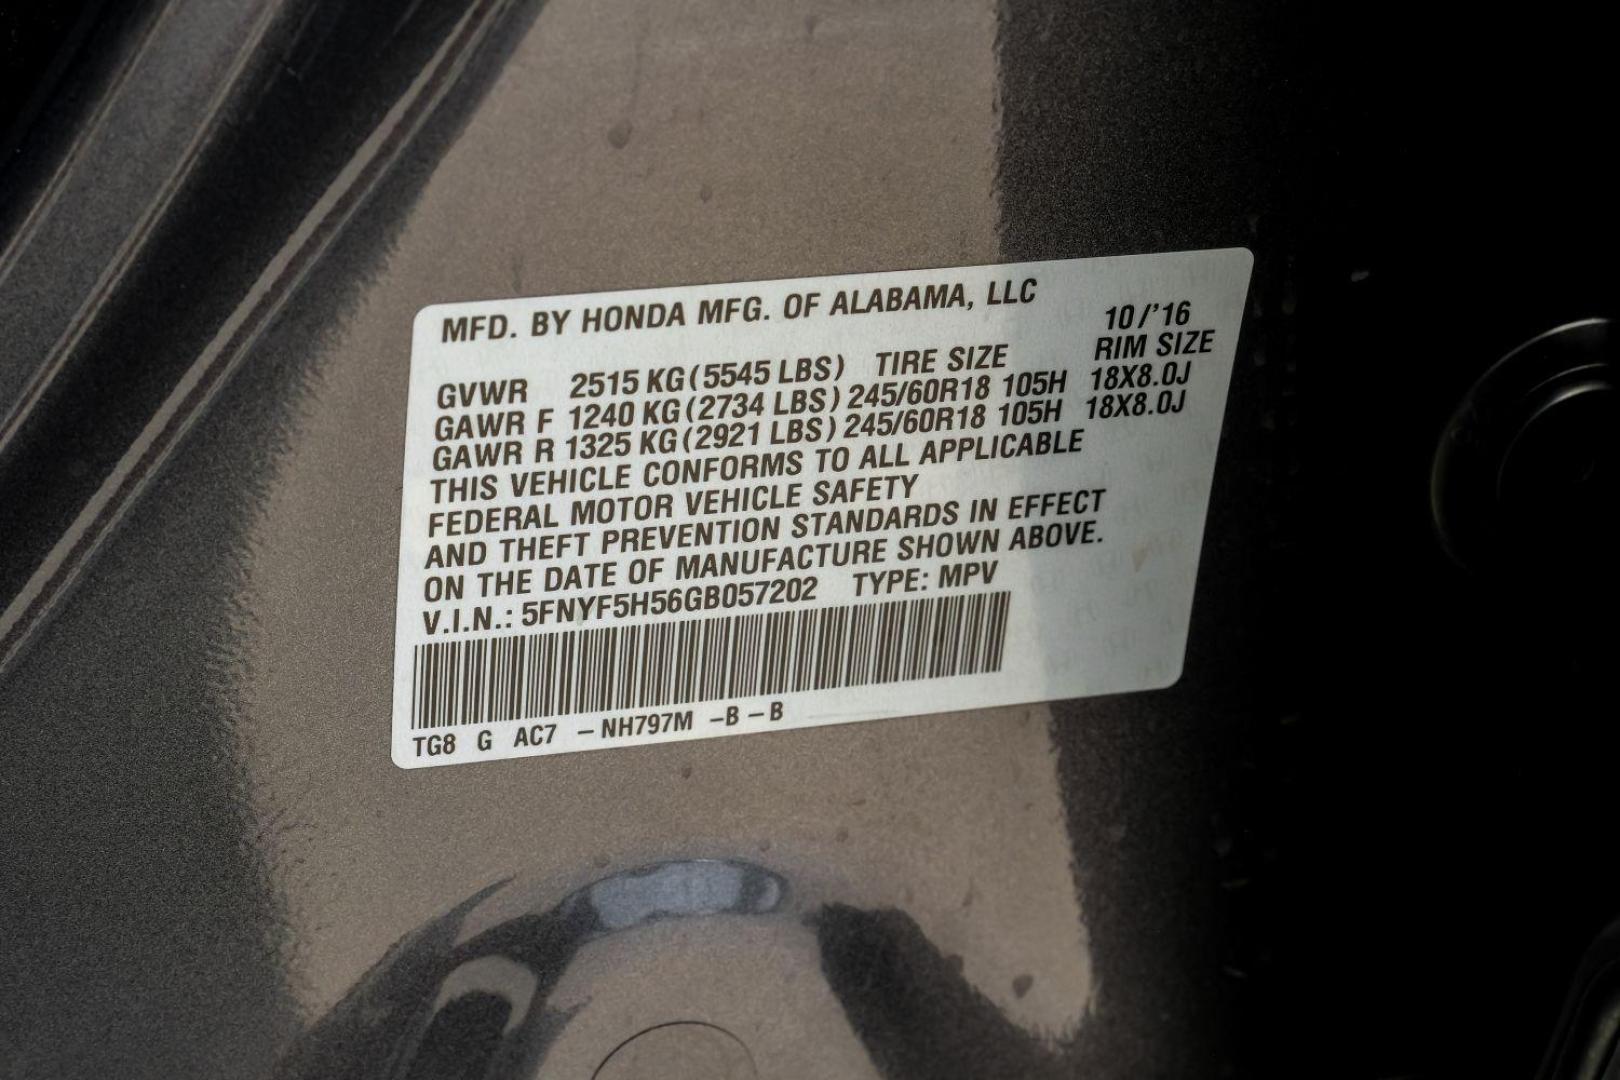 MFD. BY HONDA MFG. OF ALABAMA, LLC
10/'16
GVWR 2515 KG (5545 LBS) TIRE SIZE RIM SIZE
GAWR F 1240 KG (2734 LBS) 245/60R18 105H 18X8.0J
GAWR R 1325 KG (2921 LBS) 245/60R18 105H 18X8.0J
THIS VEHICLE CONFORMS TO ALL APPLICABLE
FEDERAL MOTOR VEHICLE SAFETY
AND THEFT PREVENTION STANDARDS IN EFFECT
ON THE DATE OF MANUFACTURE SHOWN ABOVE.
V.I.N.: 5FNYF5H56GB057202 TYPE: MPV
TG8 G AC7 –NH797M –B –B